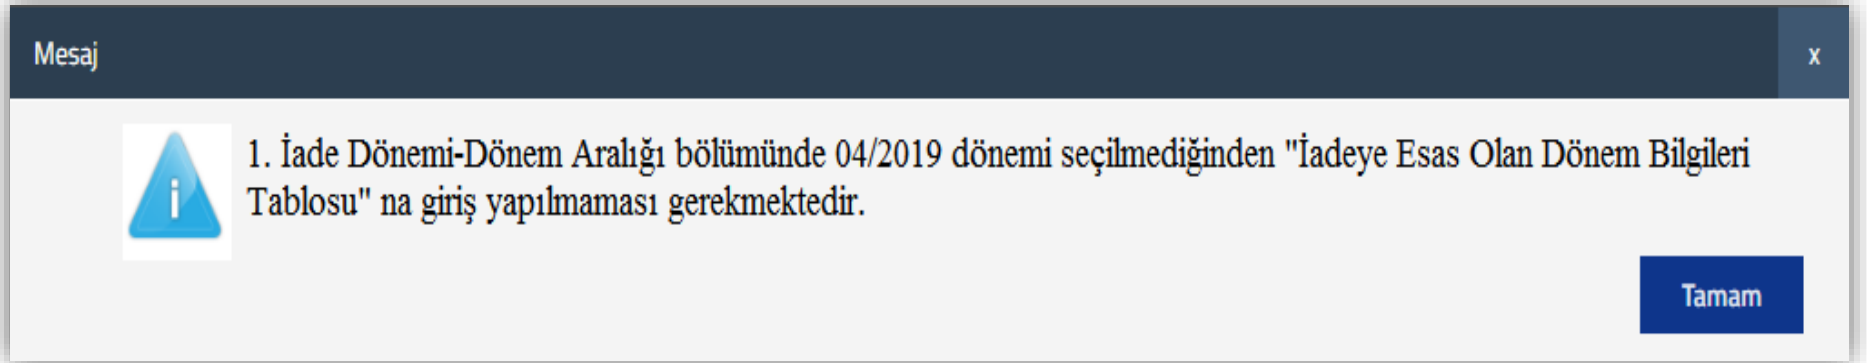 Mesaj
x
1. İade Dönemi-Dönem Aralığı bölümünde 04/2019 dönemi seçilmediğinden "İadeye Esas Olan Dönem Bilgileri
Tablosu" na giriş yapılmaması gerekmektedir.
Tamam